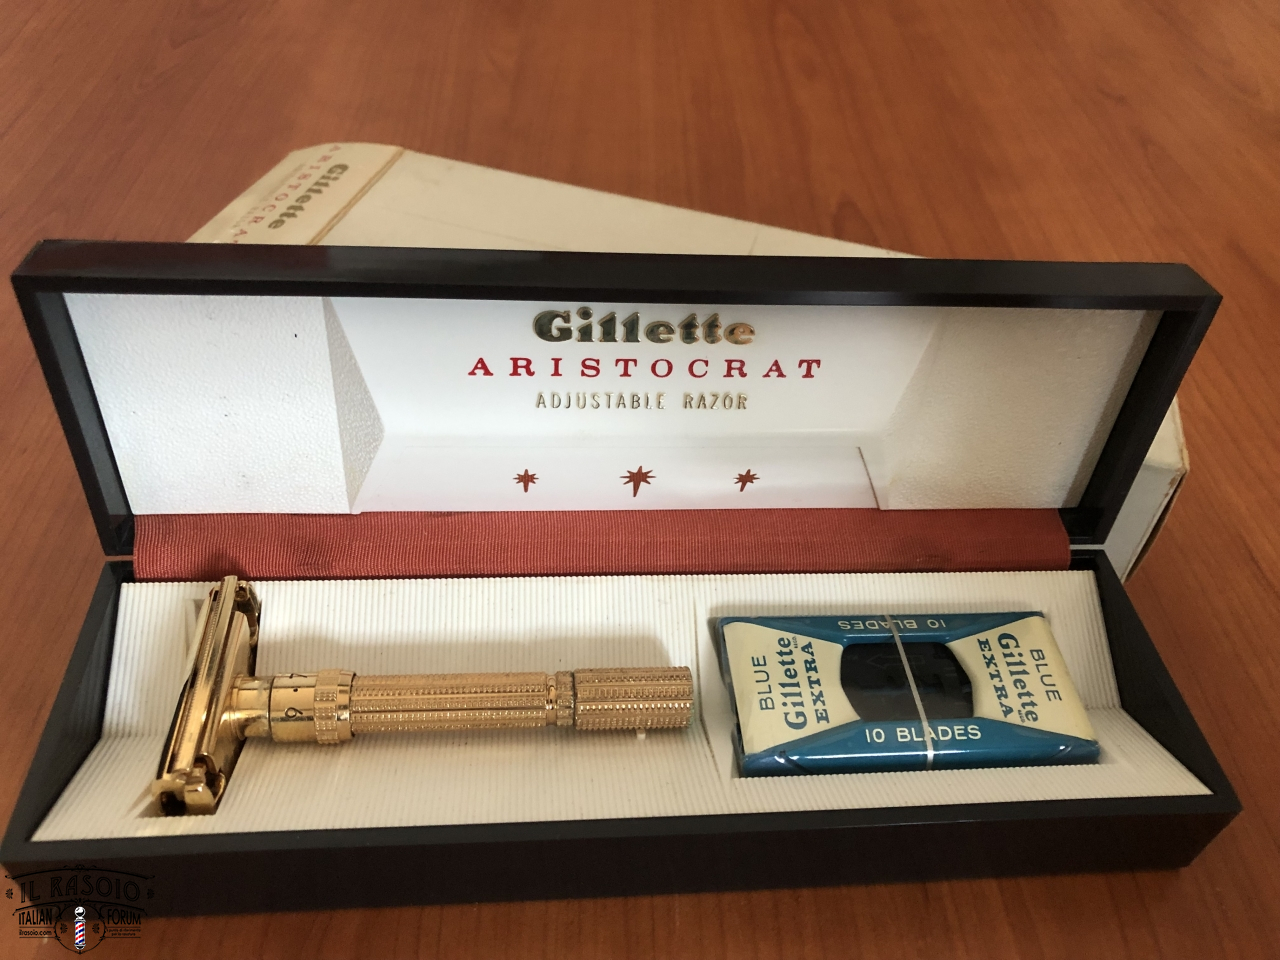 Gillette
ARISTOCRAT
Gillette
ARISTOCRAT
ADJUSTABLE RAZOR
9
10 BLADES
BLUE
Gillette
EXTRA
BLUE
Gillette
EXTRA
10 BLADES
IL RASOIO
ITALIAN FORUM
ilrasoio.com